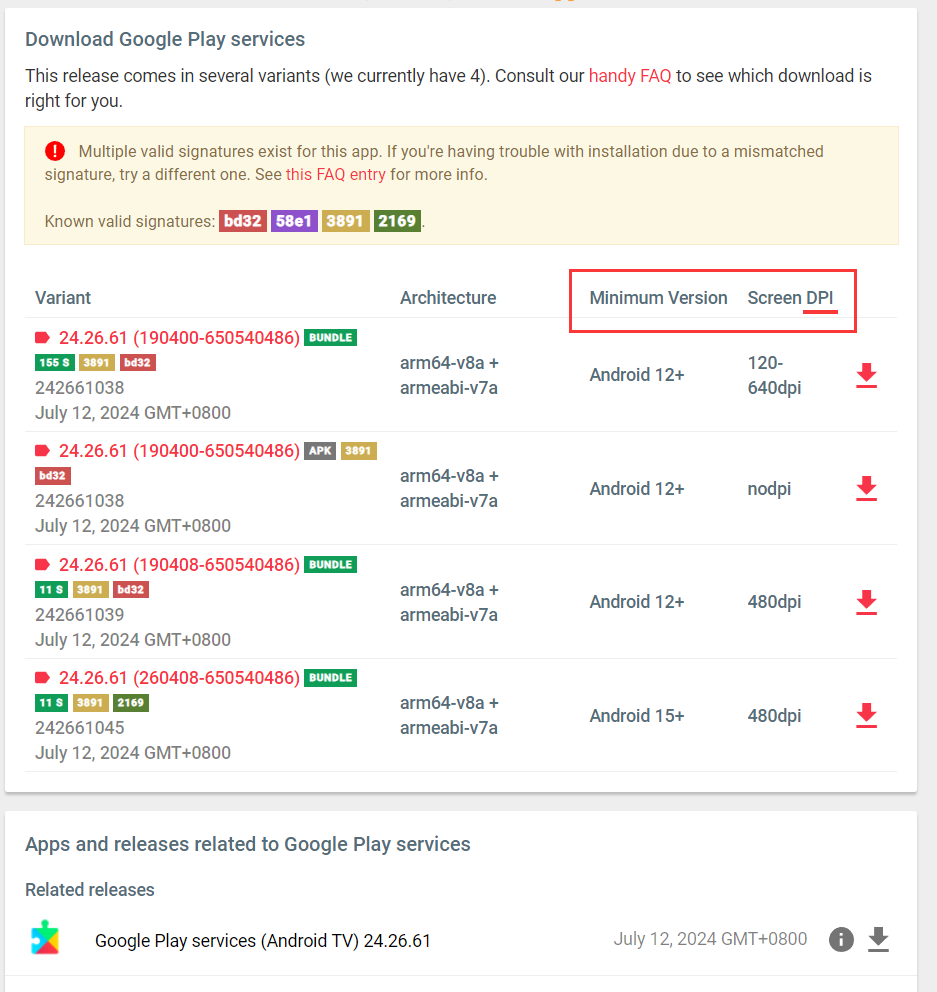 Download Google Play services
This release comes in several variants (we currently have 4). Consult our handy FAQ to see which download is
right for you.
Multiple valid signatures exist for this app. If you're having trouble with installation due to a mismatched
signature, try a different one. See this FAQ entry for more info.
Known valid signatures: bd32 58e1 3891 2169.
Variant Architecture Minimum Version Screen DPI
24.26.61 (190400-650540486) BUNDLE
155 S 3891 bd32
242661038
July 12, 2024 GMT+0800
arm64-v8a +
armeabi-v7a
Android 12+
120-
640dpi
24.26.61 (190400-650540486) APK 3891
bd32
242661038
July 12, 2024 GMT+0800
arm64-v8a +
armeabi-v7a
Android 12+
nodpi
24.26.61 (190408-650540486) BUNDLE
11 S 3891 bd32
242661039
July 12, 2024 GMT+0800
arm64-v8a +
armeabi-v7a
Android 12+
480dpi
24.26.61 (260408-650540486) BUNDLE
11 S 3891 2169
242661045
July 12, 2024 GMT+0800
arm64-v8a +
armeabi-v7a
Android 15+
480dpi
Apps and releases related to Google Play services
Related releases
Google Play services (Android TV) 24.26.61 July 12, 2024 GMT+0800